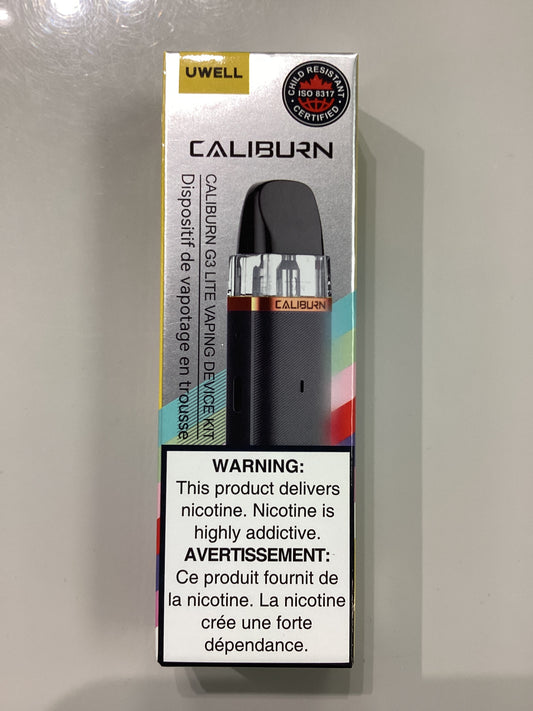 UWELL
CHILD RESISTANT
ISO 8317
CERTIFIED
CALIBURN
CALIBURN G3 LITE VAPING DEVICE KIT
Dispositif de vapotage en trousse
CALIBURN
WARNING:
This product delivers
nicotine. Nicotine is
highly addictive.
AVERTISSEMENT:
Ce produit fournit de
la nicotine. La nicotine
crée une forte
dépendance.